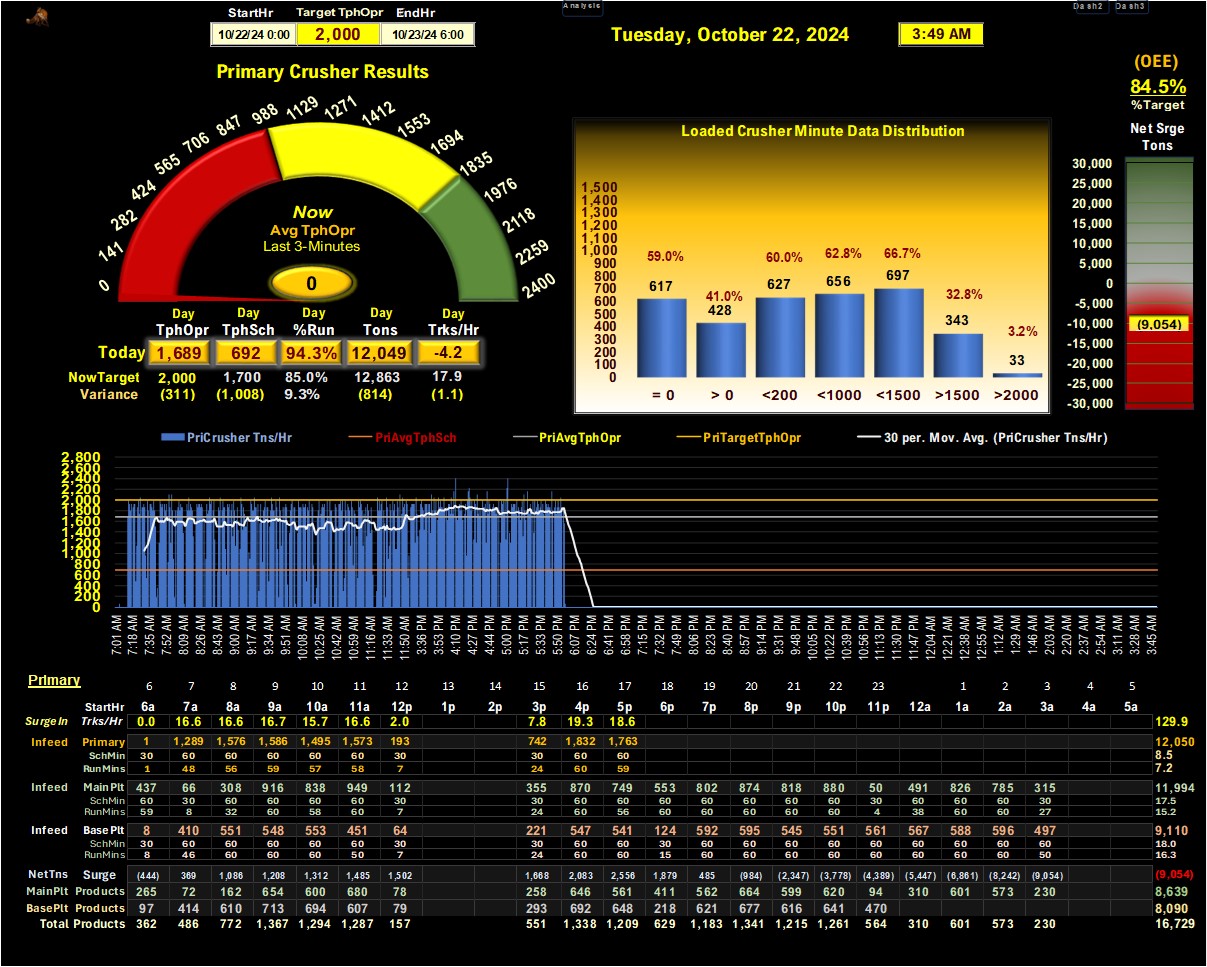 Analysis
Dash2 Dash3
StartHr Target TphOpr EndHr
10/22/24 0:00 2,000 10/23/24 6:00
Tuesday, October 22, 2024
3:49 AM
(OEE)
84.5%
%Target
Primary Crusher Results
0 141 282 424 565 706 847 988 1129 1271 1412 1553 1694 1835 1976 2118 2259 2400
Now
Avg TphOpr
Last 3-Minutes
0
Day Day Day Day Day
TphOpr TphSch %Run Tons Trks/Hr
Today 1,689 692 94.3% 12,049 -4.2
NowTarget 2,000 1,700 85.0% 12,863 17.9
Variance (311) (1,008) 9.3% (814) (1.1)
Loaded Crusher Minute Data Distribution
1,500
1,400
1,300
1,200
1,100
1,000
900
800
700
600
500
400
300
200
100
0
59.0% 41.0% 60.0% 62.8% 66.7% 32.8% 3.2%
617 428 627 656 697 343 33
= 0 > 0 <200 <1000 <1500 >1500 >2000
Net Srge
Tons
30,000
25,000
20,000
15,000
10,000
5,000
0
-5,000
-10,000
-15,000
-20,000
-25,000
-30,000
(9,054)
PriCrusher Tns/Hr PriAvgTphSch PriAvgTphOpr PriTargetTphOpr 30 per. Mov. Avg. (PriCrusher Tns/Hr)
2,800
2,600
2,400
2,200
2,000
1,800
1,600
1,400
1,200
1,000
800
600
400
200
0
7:01 AM 7:18 AM 7:35 AM 7:52 AM 8:09 AM 8:26 AM 8:43 AM 9:00 AM 9:17 AM 9:34 AM 9:51 AM 10:08 AM 10:25 AM 10:42 AM 10:59 AM 11:16 AM 11:33 AM 11:50 AM 3:36 PM 3:53 PM 4:10 PM 4:27 PM 4:44 PM 5:00 PM 5:17 PM 5:33 PM 5:50 PM 6:07 PM 6:24 PM 6:41 PM 6:58 PM 7:15 PM 7:32 PM 7:49 PM 8:06 PM 8:23 PM 8:40 PM 8:57 PM 9:14 PM 9:31 PM 9:48 PM 10:05 PM 10:22 PM 10:39 PM 10:56 PM 11:13 PM 11:30 PM 11:47 PM 12:04 AM 12:21 AM 12:38 AM 12:55 AM 1:12 AM 1:29 AM 1:46 AM 2:03 AM 2:20 AM 2:37 AM 2:54 AM 3:11 AM 3:28 AM 3:45 AM
Primary 6 7 8 9 10 11 12 13 14 15 16 17 18 19 20 21 22 23 1 2 3 4 5
StartHr 6a 7a 8a 9a 10a 11a 12p 1p 2p 3p 4p 5p 6p 7p 8p 9p 10p 11p 12a 1a 2a 3a 4a 5a
SurgeIn Trks/Hr 0.0 16.6 16.6 16.7 15.7 16.6 2.0 7.8 19.3 18.6 129.9
Infeed Primary 1 1,289 1,576 1,586 1,495 1,573 193 742 1,832 1,763 12,050
SchMin 30 60 60 60 60 60 30 30 60 60 8.5
RunMins 1 48 56 59 57 58 7 24 60 59 7.2
Infeed MainPlt 437 66 308 916 838 949 112 355 870 749 553 802 874 818 880 50 491 826 785 315 11,994
SchMin 60 30 60 60 60 60 30 30 60 60 60 60 60 60 60 30 60 60 60 30 17.5
RunMins 59 8 32 60 58 60 7 24 60 56 60 60 60 60 60 4 38 60 60 27 15.2
Infeed BasePlt 8 410 551 548 553 451 64 221 547 541 124 592 595 545 551 561 567 588 596 497 9,110
SchMin 30 60 60 60 60 60 30 30 60 60 30 60 60 60 60 60 60 60 60 60 18.0
RunMins 8 46 60 60 60 50 7 24 60 60 15 60 60 60 60 60 60 60 60 50 16.3
NetTns Surge (444) 369 1,086 1,208 1,312 1,485 1,502 1,668 2,083 2,556 1,879 485 (984) (2,347) (3,778) (4,389) (5,447) (6,861) (8,242) (9,054) (9,054)
MainPlt Products 265 72 162 654 600 680 78 258 646 561 411 562 664 599 620 94 310 601 573 230 8,639
BasePlt Products 97 414 610 713 694 607 79 293 692 648 218 621 677 616 641 470 8,090
Total Products 362 486 772 1,367 1,294 1,287 157 551 1,338 1,209 629 1,183 1,341 1,215 1,261 564 310 601 573 230 16,729